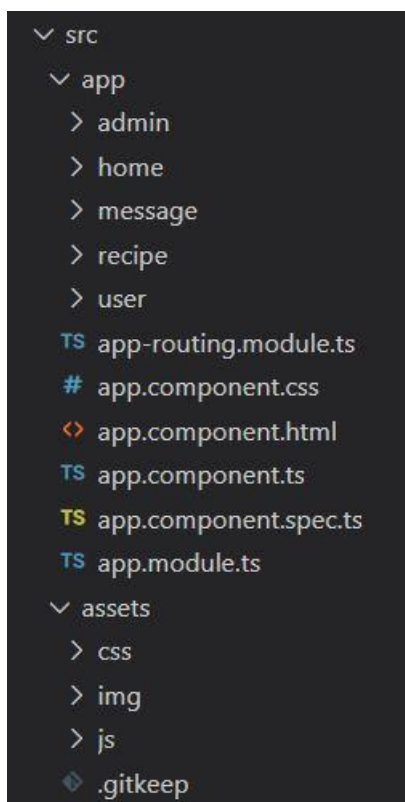 src
app
admin
home
message
recipe
user
TS app-routing.module.ts
# app.component.css
<> app.component.html
TS app.component.ts
TS app.component.spec.ts
TS app.module.ts
assets
css
img
js
.gitkeep